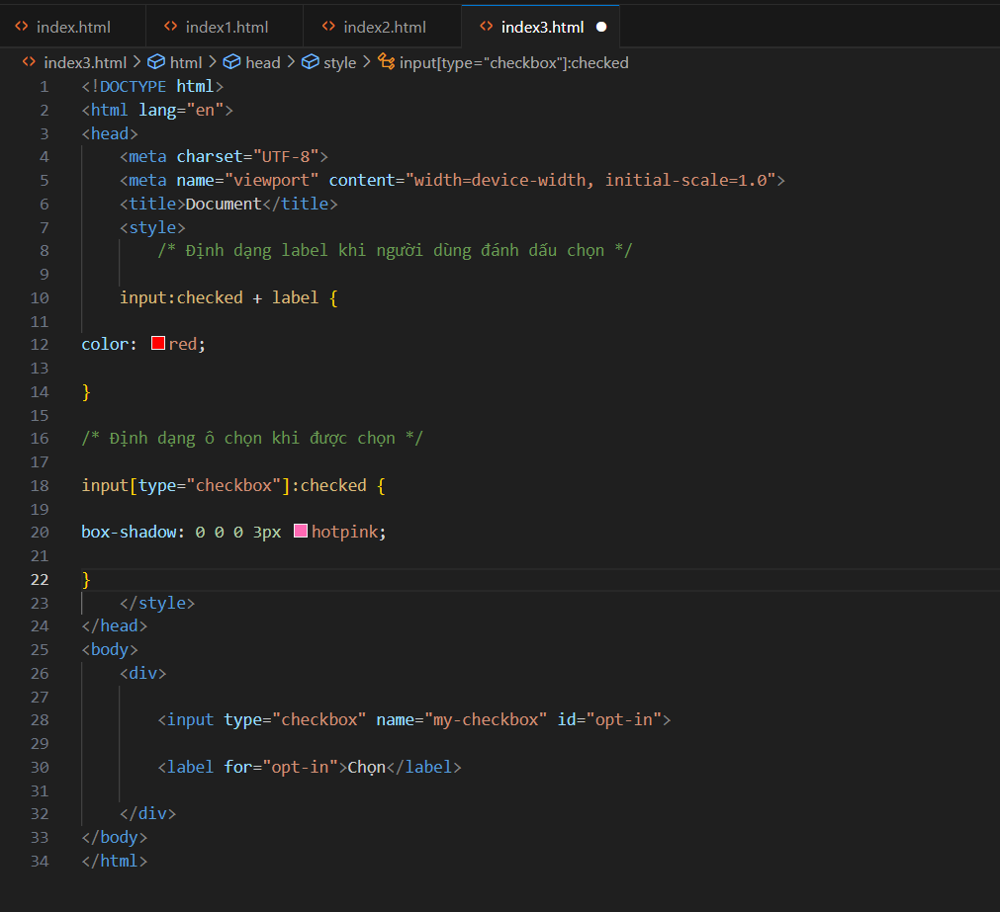 index.html
index1.html
index2.html
index3.html
index3.html > html > head > style > input[type="checkbox"]:checked
1 <!DOCTYPE html>
2 <html lang="en">
3 <head>
4 <meta charset="UTF-8">
5 <meta name="viewport" content="width=device-width, initial-scale=1.0">
6 <title>Document</title>
7 <style>
8 /* Định dạng label khi người dùng đánh dấu chọn */
9
10 input:checked + label {
11
12 color: red;
13
14 }
15
16 /* Định dạng ô chọn khi được chọn */
17
18 input[type="checkbox"]:checked {
19
20 box-shadow: 0 0 0 3px hotpink;
21
22 }
23 </style>
24 </head>
25 <body>
26 <div>
27
28 <input type="checkbox" name="my-checkbox" id="opt-in">
29
30 <label for="opt-in">Chọn</label>
31
32 </div>
33 </body>
34 </html>